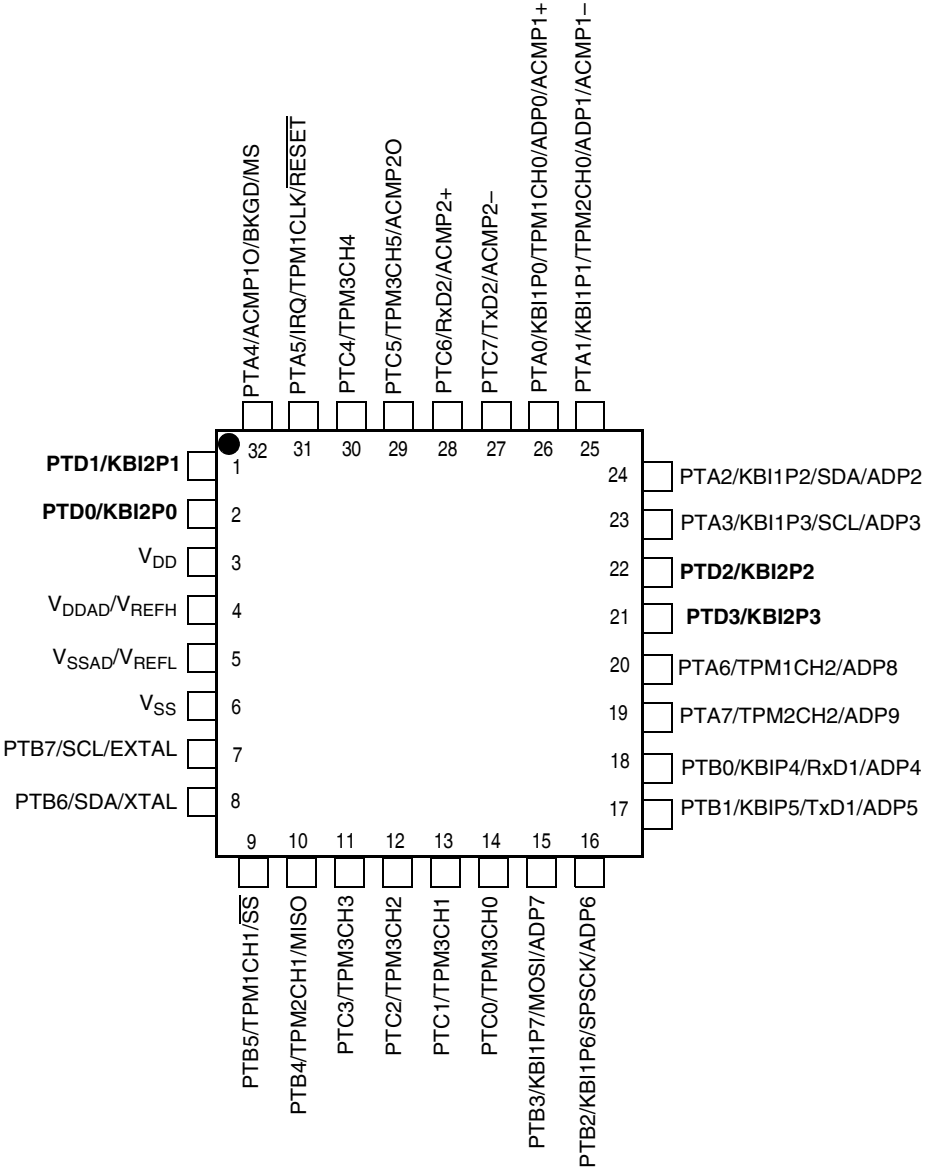 PTA4/ACMP1O/BKGD/MS
PTA5/IRQ/TPM1CLK/RESET
PTC4/TPM3CH4
PTC5/TPM3CH5/ACMP2O
PTC6/RxD2/ACMP2+
PTC7/TxD2/ACMP2–
PTA0/KBI1P0/TPM1CH0/ADP0/ACMP1+
PTA1/KBI1P1/TPM2CH0/ADP1/ACMP1–
32
31
30
29
28
27
26
25
PTD1/KBI2P1
1
PTD0/KBI2P0
2
VDD
3
VDDAD/VREFH
4
VSSAD/VREFL
5
VSS
6
PTB7/SCL/EXTAL
7
PTB6/SDA/XTAL
8
24
PTA2/KBI1P2/SDA/ADP2
23
PTA3/KBI1P3/SCL/ADP3
22
PTD2/KBI2P2
21
PTD3/KBI2P3
20
PTA6/TPM1CH2/ADP8
19
PTA7/TPM2CH2/ADP9
18
PTB0/KBIP4/RxD1/ADP4
17
PTB1/KBIP5/TxD1/ADP5
9
10
11
12
13
14
15
16
PTB5/TPM1CH1/SS
PTB4/TPM2CH1/MISO
PTC3/TPM3CH3
PTC2/TPM3CH2
PTC1/TPM3CH1
PTC0/TPM3CH0
PTB3/KBI1P7/MOSI/ADP7
PTB2/KBI1P6/SPSCK/ADP6